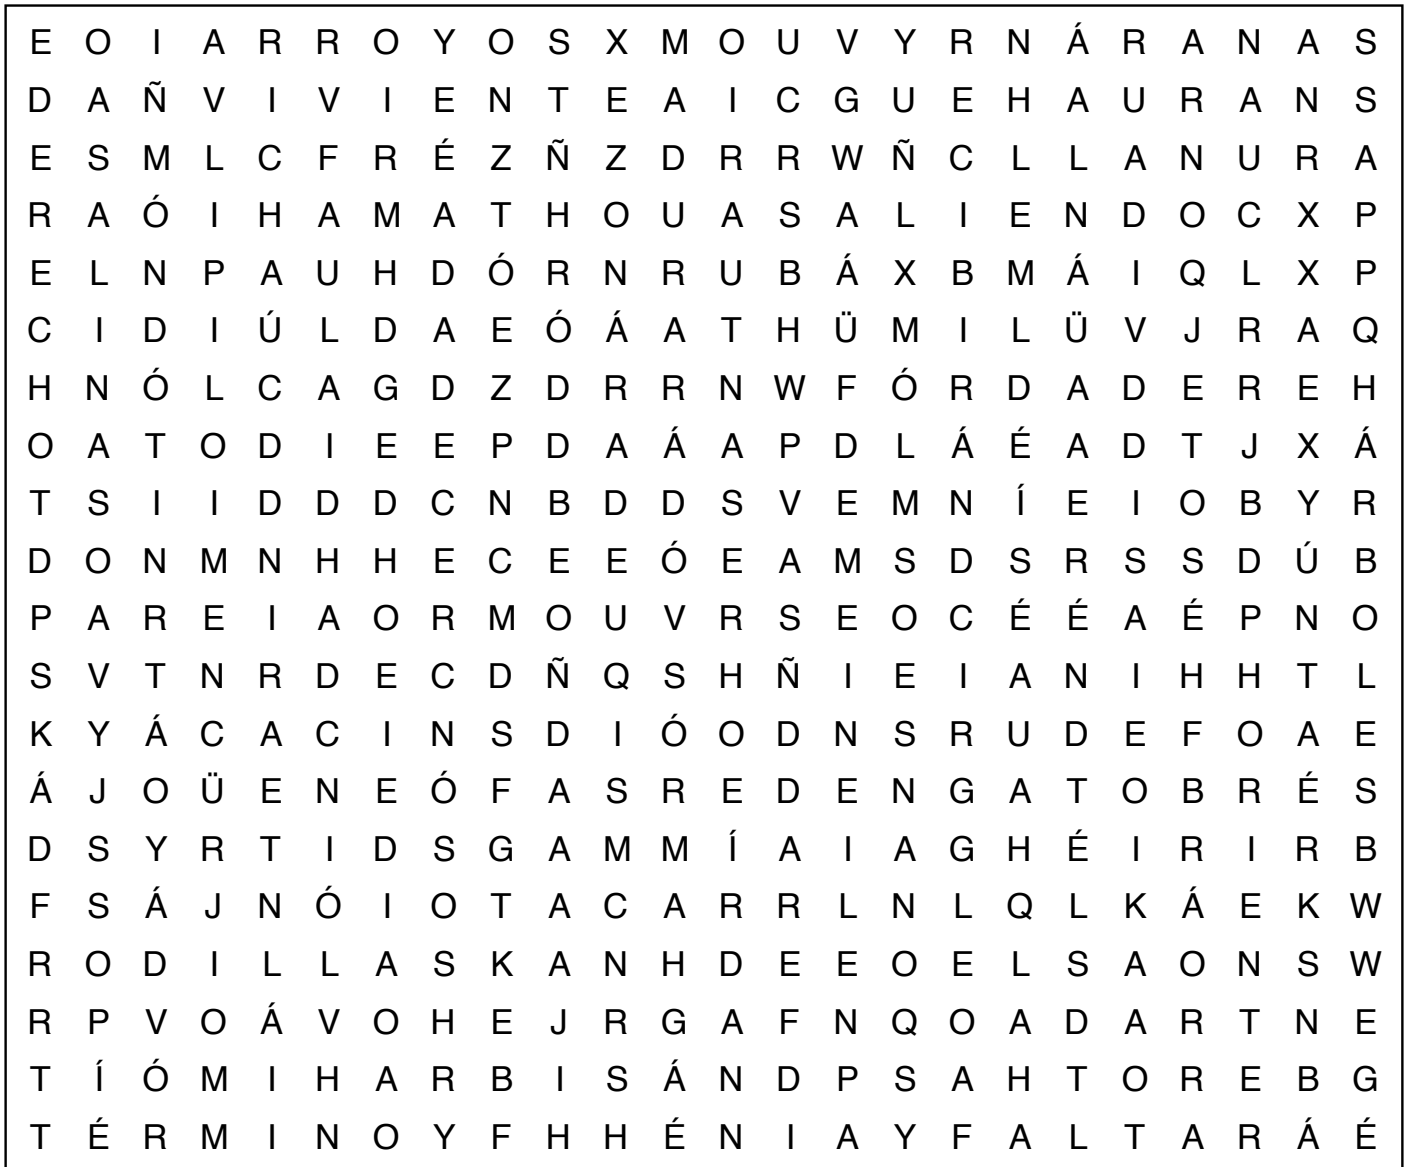 E O I A R R O Y O S X M O U V Y R N Á R A N A S
D A Ñ V I V I E N T E A I C G U E H A U R A N S
E S M L C F R É Z Ñ Z D R R W Ñ C L L A N U R A
R A Ó I H A M A T H O U A S A L I E N D O C X P
E L N P A U H D Ó R N R U B Á X B M Á I Q L X P
C I D I Ú L D A E Ó Á A T H Ü M I L Ü V J R A Q
H N Ó L C A G D Z D R R N W F Ó R D A D E R E H
O A T O D I E E P D A Á A P D L Á É A D T J X Á
T S I I D D D C N B D D S V E M N Í E I O B Y R
D O N M N H H E C E E Ó E A M S D S R S S D Ú B
P A R E I A O R M O U V R S E O C É É A É P N O
S V T N R D E C D Ñ Q S H Ñ I E I A N I H H T L
K Y Á C A C I N S D I Ó O D N S R U D E F O A E
Á J O Ü E N E Ó F A S R E D E N G A T O B R É S
D S Y R T I D S G A M M Í A I A G H É I R I R B
F S Á J N Ó I O T A C A R R L N L Q L K Á E K W
R O D I L L A S K A N H D E E O E L S A O N S W
R P V O Á V O H E J R G A F N Q O A D A R T N E
T Í Ó M I H A R B I S Á N D P S A H T O R E B G
T É R M I N O Y F H H É N I A Y F A L T A R Á É